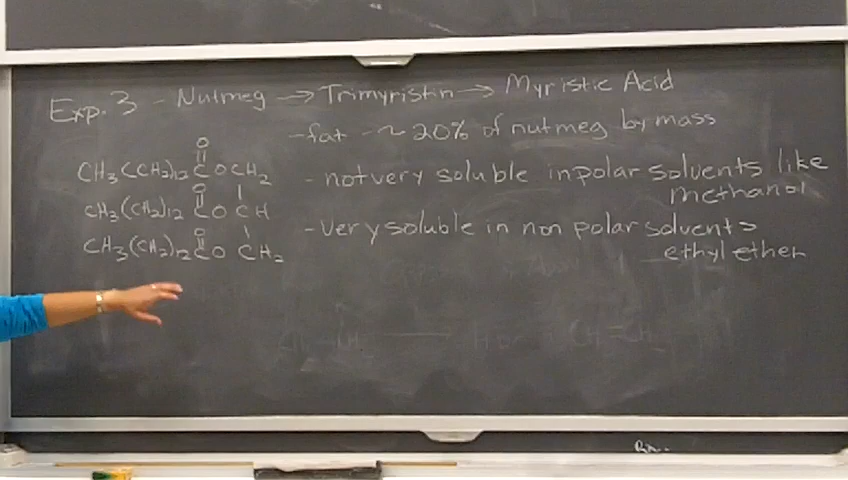 Exp. 3 - Nutmeg → Trimyristin → Myristic Acid
- fat - ~ 20% of nutmeg by mass
O
CH3(CH2)12 C O CH2
- not very soluble in polar solvents like
methanol
O
CH3(CH2)12 C O CH
- very soluble in non polar solvents
ethyl ether
O
CH3(CH2)12 C O CH2